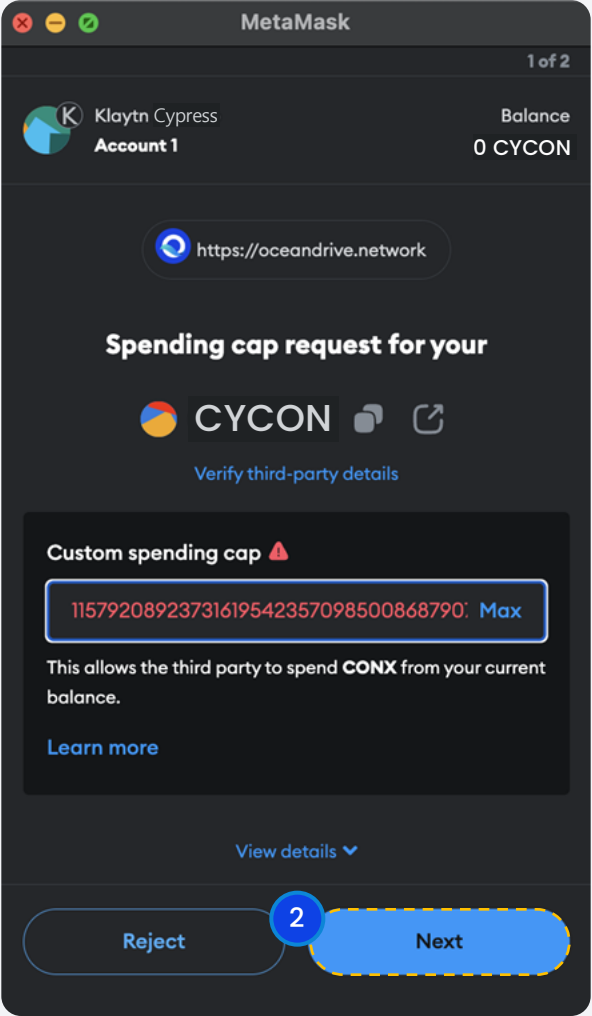 MetaMask
1 of 2
Klaytn Cypress
Account 1
Balance
0 CYCON
https://oceandrive.network
Spending cap request for your
CYCON
Verify third-party details
Custom spending cap
115792089237316195423570985008687907 Max
This allows the third party to spend CONX from your current
balance.
Learn more
View details
2
Reject
Next